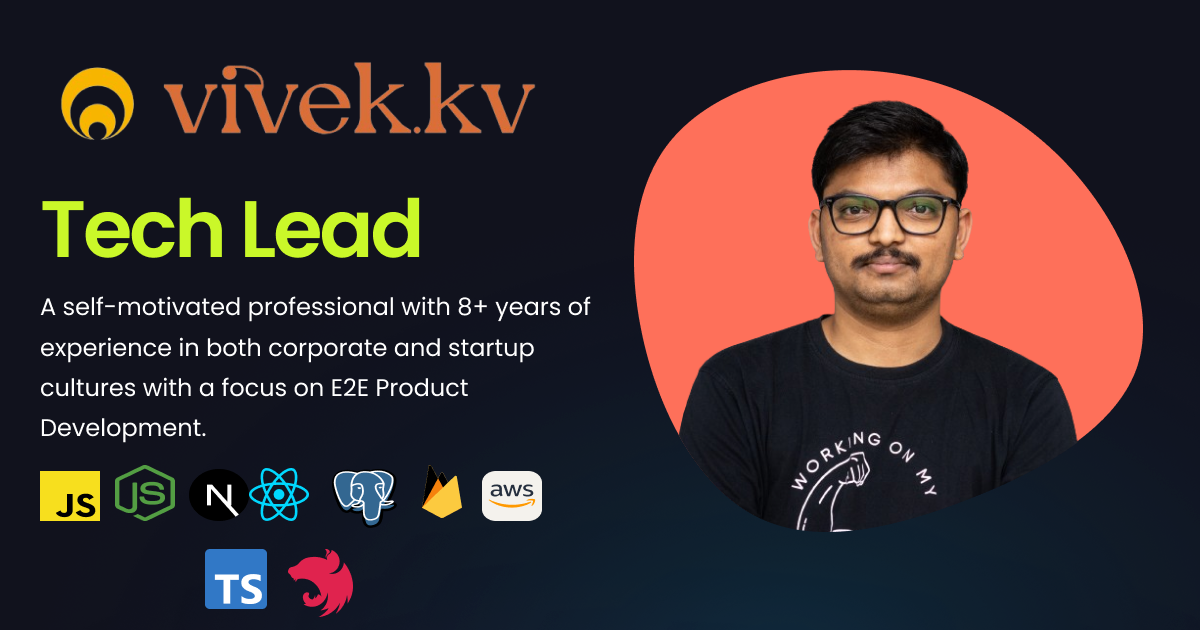 vivek.kv
Tech Lead
A self-motivated professional with 8+ years of
experience in both corporate and startup
cultures with a focus on E2E Product
Development.
WORKING ON MY
JS
JS
N
aws
TS